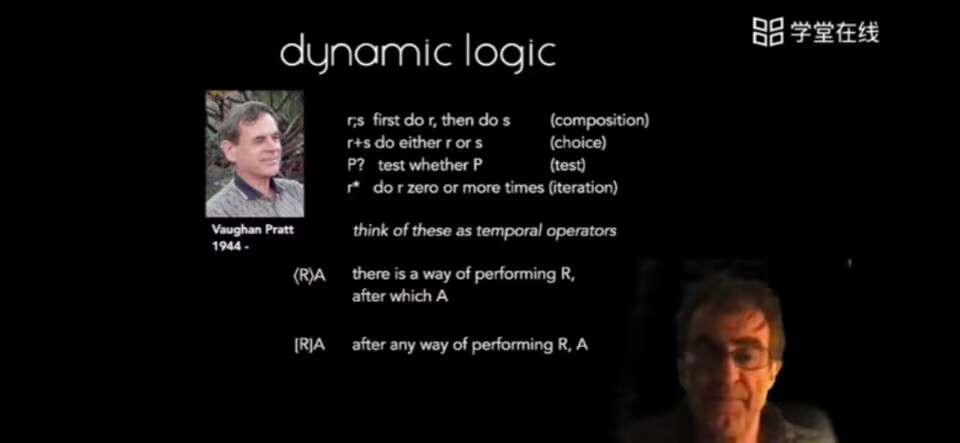 学堂在线
dynamic logic
r;s first do r, then do s (composition)
r+s do either r or s (choice)
P? test whether P (test)
r* do r zero or more times (iteration)
Vaughan Pratt
1944 -
think of these as temporal operators
⟨R⟩A there is a way of performing R,
after which A
[R]A after any way of performing R, A